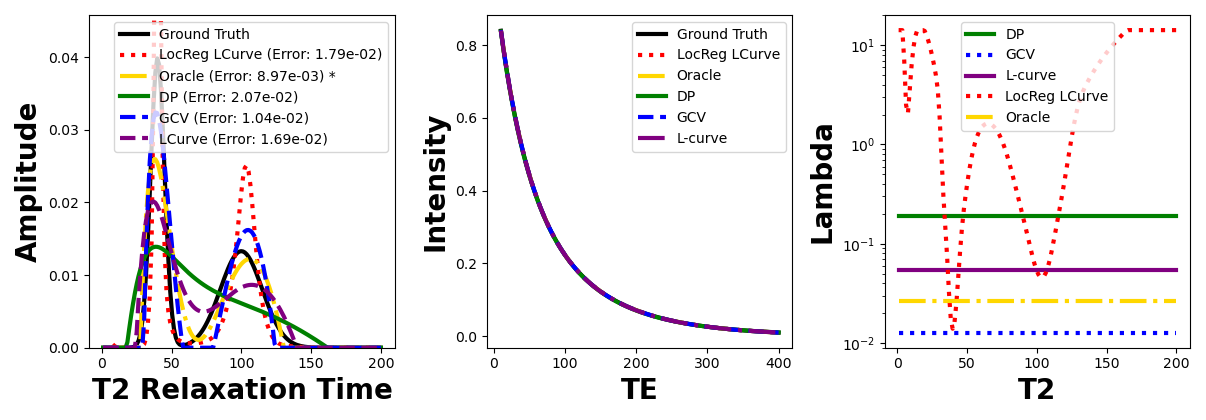 Amplitude
0.04
0.03
0.02
0.01
0.00
Ground Truth
LocReg LCurve (Error: 1.79e-02)
Oracle (Error: 8.97e-03) *
DP (Error: 2.07e-02)
GCV (Error: 1.04e-02)
LCurve (Error: 1.69e-02)
0 50 100 150 200
T2 Relaxation Time
Intensity
0.8
0.6
0.4
0.2
0.0
Ground Truth
LocReg LCurve
Oracle
DP
GCV
L-curve
0 100 200 300 400
TE
Lambda
10¹
10⁰
10⁻¹
10⁻²
DP
GCV
L-curve
LocReg LCurve
Oracle
0 50 100 150 200
T2